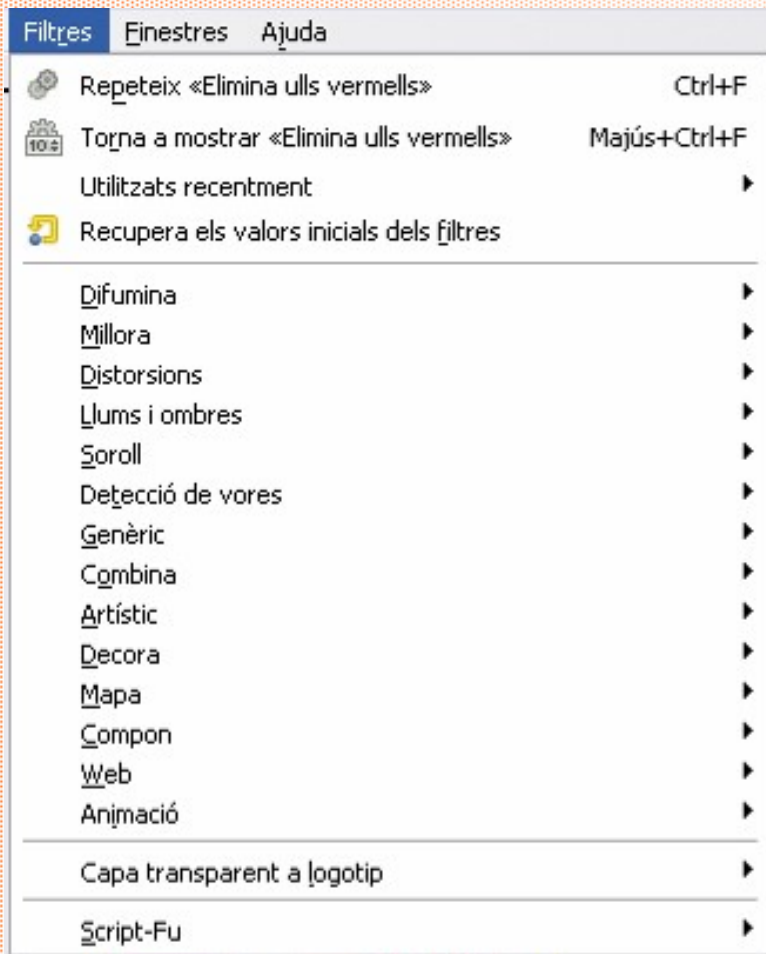 Filtres Finestres Ajuda
Repeteix «Elimina ulls vermells» Ctrl+F
Torna a mostrar «Elimina ulls vermells» Majús+Ctrl+F
Utilitzats recentment
Recupera els valors inicials dels filtres
Difumina
Millora
Distorsions
Llums i ombres
Soroll
Detecció de vores
Genèric
Combina
Artístic
Decora
Mapa
Compon
Web
Animació
Capa transparent a logotip
Script-Fu